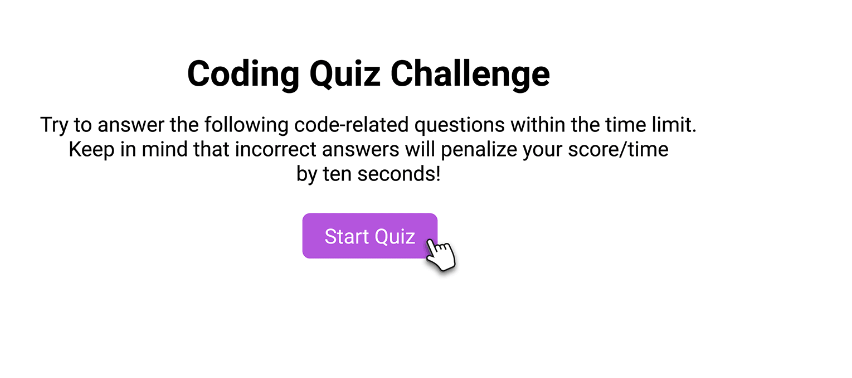 Coding Quiz Challenge
Try to answer the following code-related questions within the time limit.
Keep in mind that incorrect answers will penalize your score/time
by ten seconds!
Start Quiz